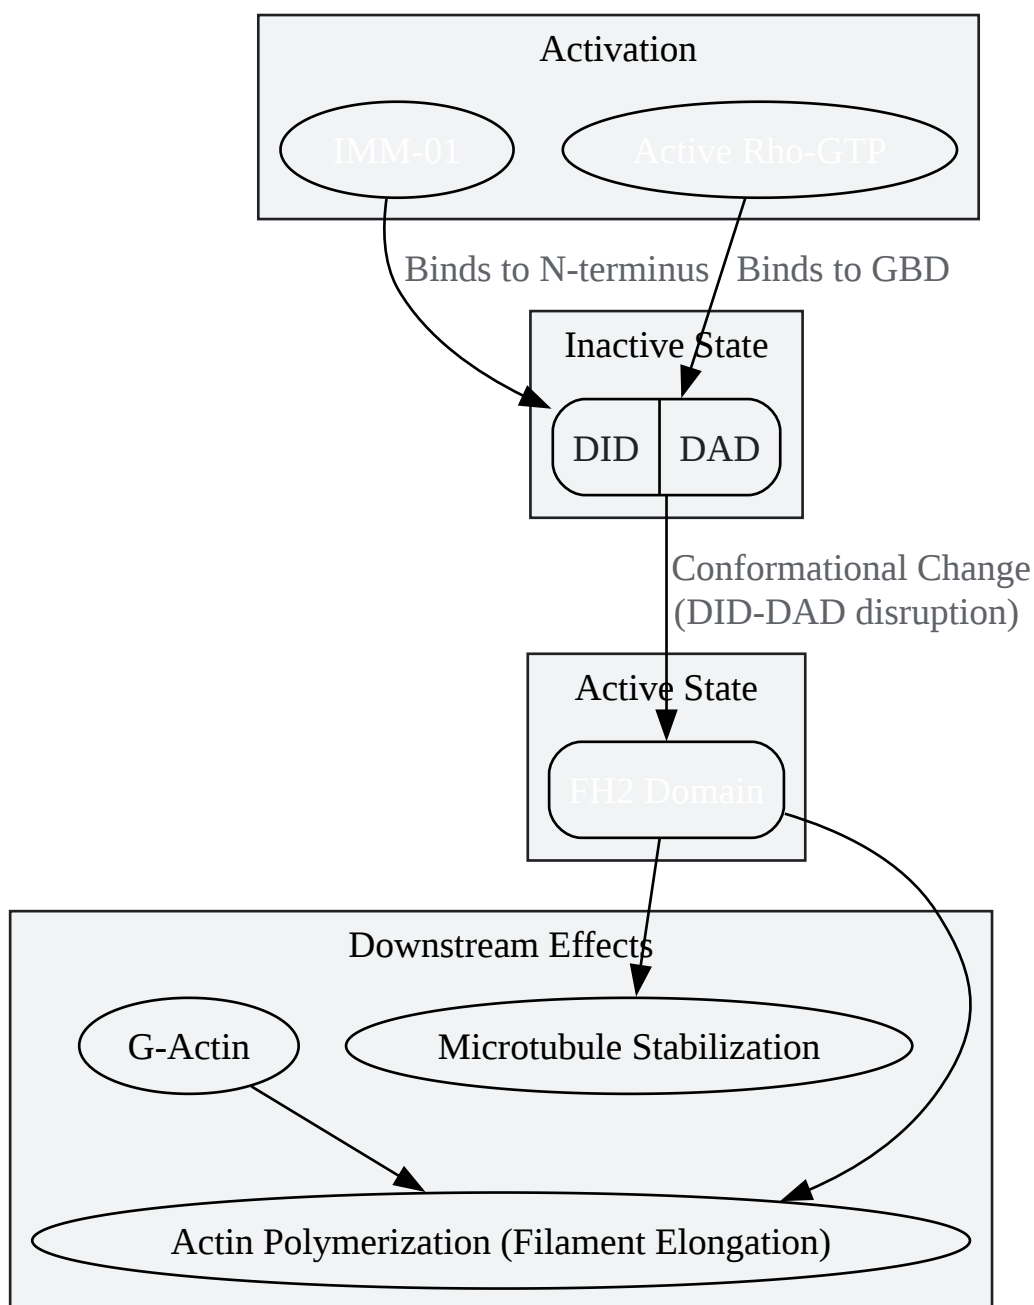 Activation
IMM-01
Active Rho-GTP
Binds to N-terminus
Binds to GBD
Inactive State
DID
DAD
Conformational Change
(DID-DAD disruption)
Active State
FH2 Domain
Downstream Effects
G-Actin
Microtubule Stabilization
Actin Polymerization (Filament Elongation)